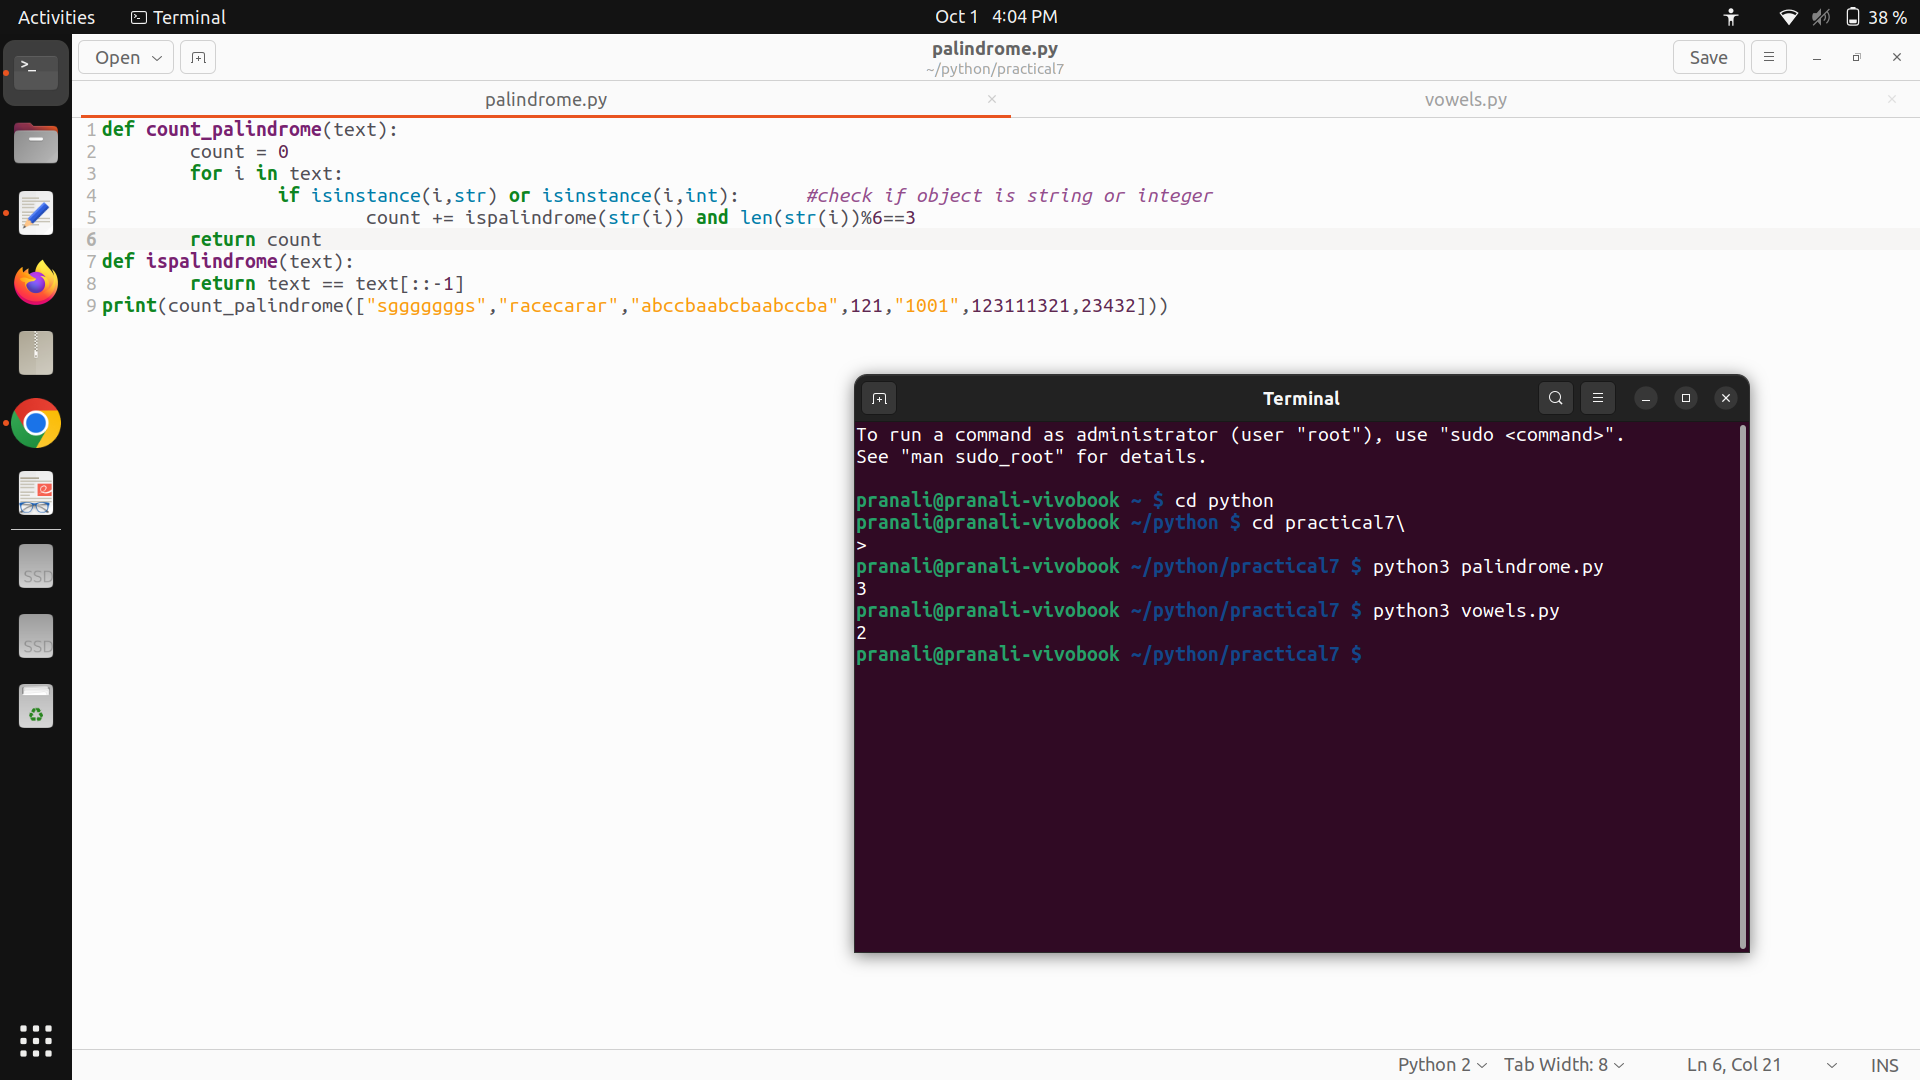 Activities
Terminal
Oct 1 4:04 PM
38 %
Open
palindrome.py
~/python/practical7
Save
palindrome.py
vowels.py
1 def count_palindrome(text):
2 count = 0
3 for i in text:
4 if isinstance(i,str) or isinstance(i,int): #check if object is string or integer
5 count += ispalindrome(str(i)) and len(str(i))%6==3
6 return count
7 def ispalindrome(text):
8 return text == text[::-1]
9 print(count_palindrome(["sgggggggs","racecarar","abccbaabcbaabccba",121,"1001",123111321,23432]))
Terminal
To run a command as administrator (user "root"), use "sudo <command>".
See "man sudo_root" for details.
pranali@pranali-vivobook ~ $ cd python
pranali@pranali-vivobook ~/python $ cd practical7\
>
pranali@pranali-vivobook ~/python/practical7 $ python3 palindrome.py
3
pranali@pranali-vivobook ~/python/practical7 $ python3 vowels.py
2
pranali@pranali-vivobook ~/python/practical7 $
SSD
SSD
Python 2
Tab Width: 8
Ln 6, Col 21
INS